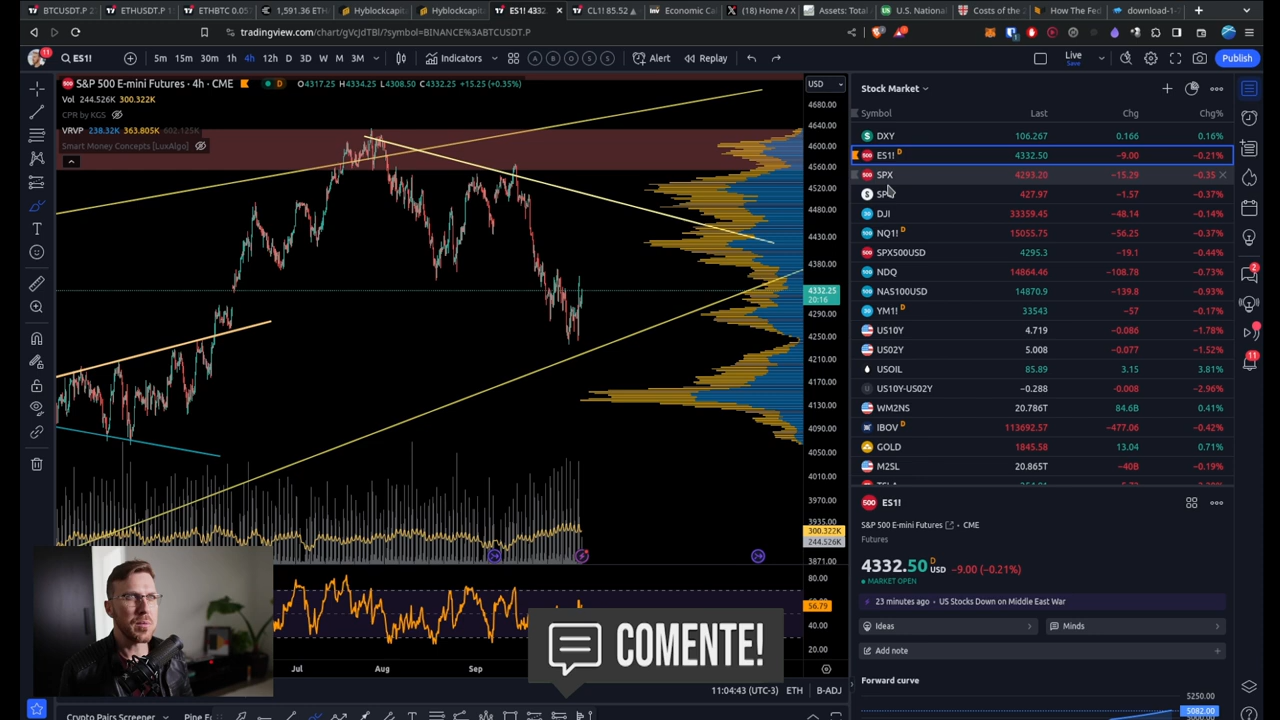 BTCUSDT.P 2
ETHUSDT.P 1
ETHBTC 0.05
1,591.36 ETH
Hyblockcapit
Hyblockcapit
ES1! 4332.
CL1! 85.52
Economic Ca
(6) Home / X
Assets: Total
U.S. Nation
Costs of the
How The Fed
download-1-
tradingview.com/chart/gVcJdTBl/?symbol=BINANCE%3ABTCUSDT.P
11 ES1! 5m 15m 30m 1h 4h 12h D 3D W M 3M Indicators A B O S S Alert Replay Live Save Publish
S&P 500 E-mini Futures · 4h · CME D O4317.25 H4334.25 L4308.50 C4332.25 +15.25 (+0.35%)
Vol 244.526K 300.322K
CPR by KGS
VRVP 238.32K 363.805K 602.125K
Smart Money Concepts [LuxAlgo]
USD
4680.00
4640.00
4600.00
4560.00
4520.00
4480.00
4430.00
4380.00
4332.25
20:16
4290.00
4250.00
4210.00
4170.00
4130.00
4090.00
4050.00
4010.00
3970.00
3935.00
300.322K
244.526K
3871.00
80.00
56.79
40.00
20.00
Jul Aug Sep
11:04:43 (UTC-3) ETH B-ADJ
Crypto Pairs Screener
COMENTE!
Stock Market
Symbol Last Chg Chg%
DXY 106.267 0.166 0.16%
ES1! D 4332.50 −9.00 −0.21%
SPX 4293.20 −15.29 −0.35
427.97 −1.57 −0.37%
DJI 33359.45 −48.14 −0.14%
NQ1! D 15055.75 −56.25 −0.37%
SPX500USD 4295.3 −19.1 −0.44%
NDQ 14864.46 −108.78 −0.73%
NAS100USD 14870.9 −139.8 −0.93%
YM1! D 33543 −57 −0.17%
US10Y 4.719 −0.086 −1.78%
US02Y 5.008 −0.077 −1.52%
USOIL 85.89 3.15 3.81%
US10Y-US02Y −0.288 −0.008 −2.96%
WM2NS 20.786T 84.6B 0.41%
IBOV D 113692.57 −477.06 −0.42%
GOLD 1845.58 13.04 0.71%
M2SL 20.865T −40B −0.19%
ES1!
S&P 500 E-mini Futures · CME
Futures
4332.50 D USD −9.00 (−0.21%)
MARKET OPEN
23 minutes ago · US Stocks Down on Middle East War
Ideas
Minds
Add note
Forward curve
5250.00
5082.00